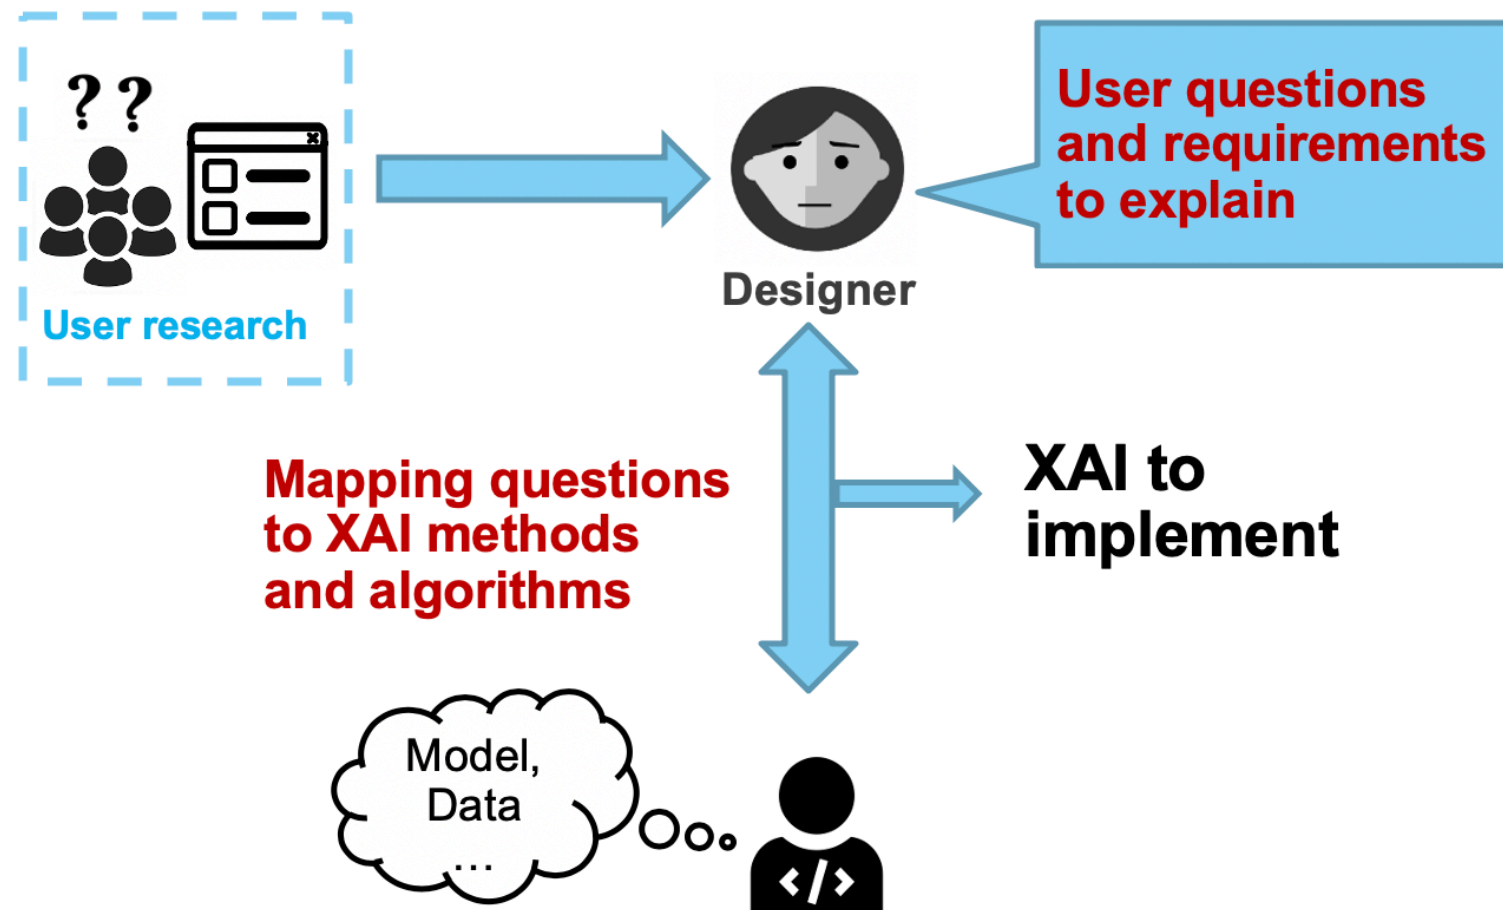 ? ?
User research
Designer
User questions
and requirements
to explain
Mapping questions
to XAI methods
and algorithms
XAI to
implement
Model,
Data
...
</>